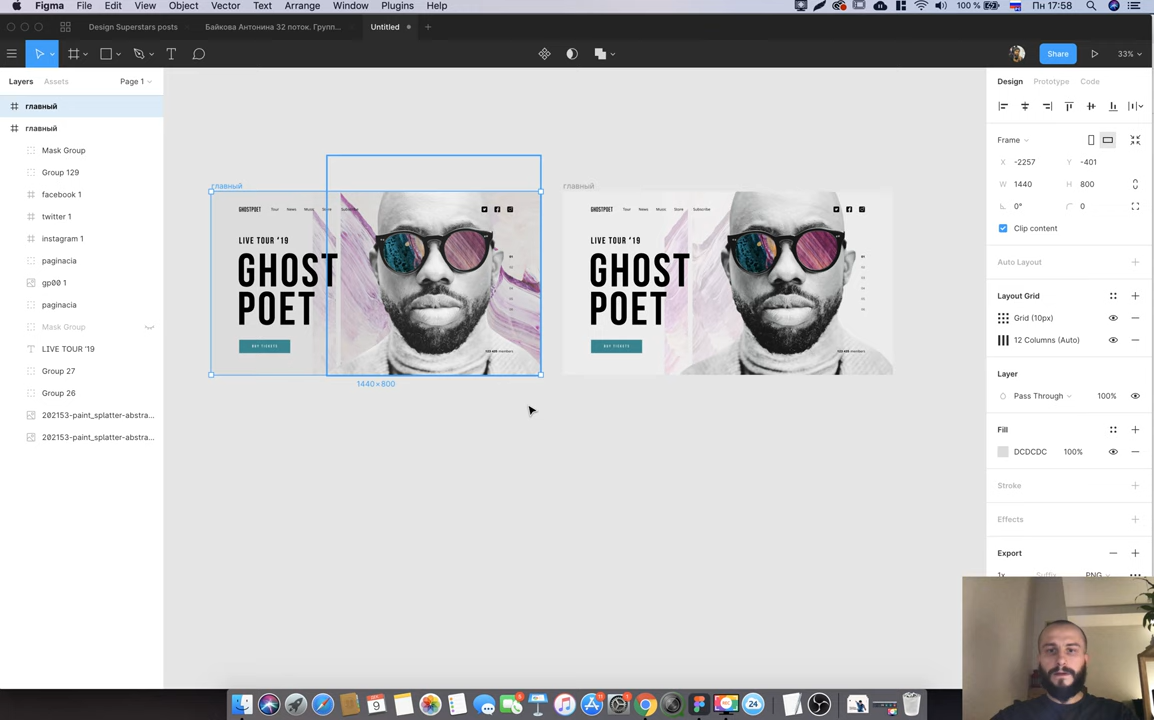 Figma File Edit View Object Vector Text Arrange Window Plugins Help 100 % Пн 17:58
Design Superstars posts Байкова Антонина 32 поток. Групп... Untitled
Share 33%
Layers Assets Page 1
главный
главный
Mask Group
Group 129
facebook 1
twitter 1
instagram 1
paginacia
gp00 1
paginacia
Mask Group
LIVE TOUR '19
Group 27
Group 26
202153-paint_splatter-abstra...
202153-paint_splatter-abstra...
главный
GHOSTPOET Tour News Music Store Subscribe
LIVE TOUR '19
GHOST
POET
BUY TICKETS
1440 × 800
главный
GHOSTPOET Tour News Music Store Subscribe
LIVE TOUR '19
GHOST
POET
BUY TICKETS
Design Prototype Code
Frame
X -2257 Y -401
W 1440 H 800
0° 0
Clip content
Auto Layout
Layout Grid
Grid (10px)
12 Columns (Auto)
Layer
Pass Through 100%
Fill
DCDCDC 100%
Stroke
Effects
Export
1x Suffix PNG
9
24